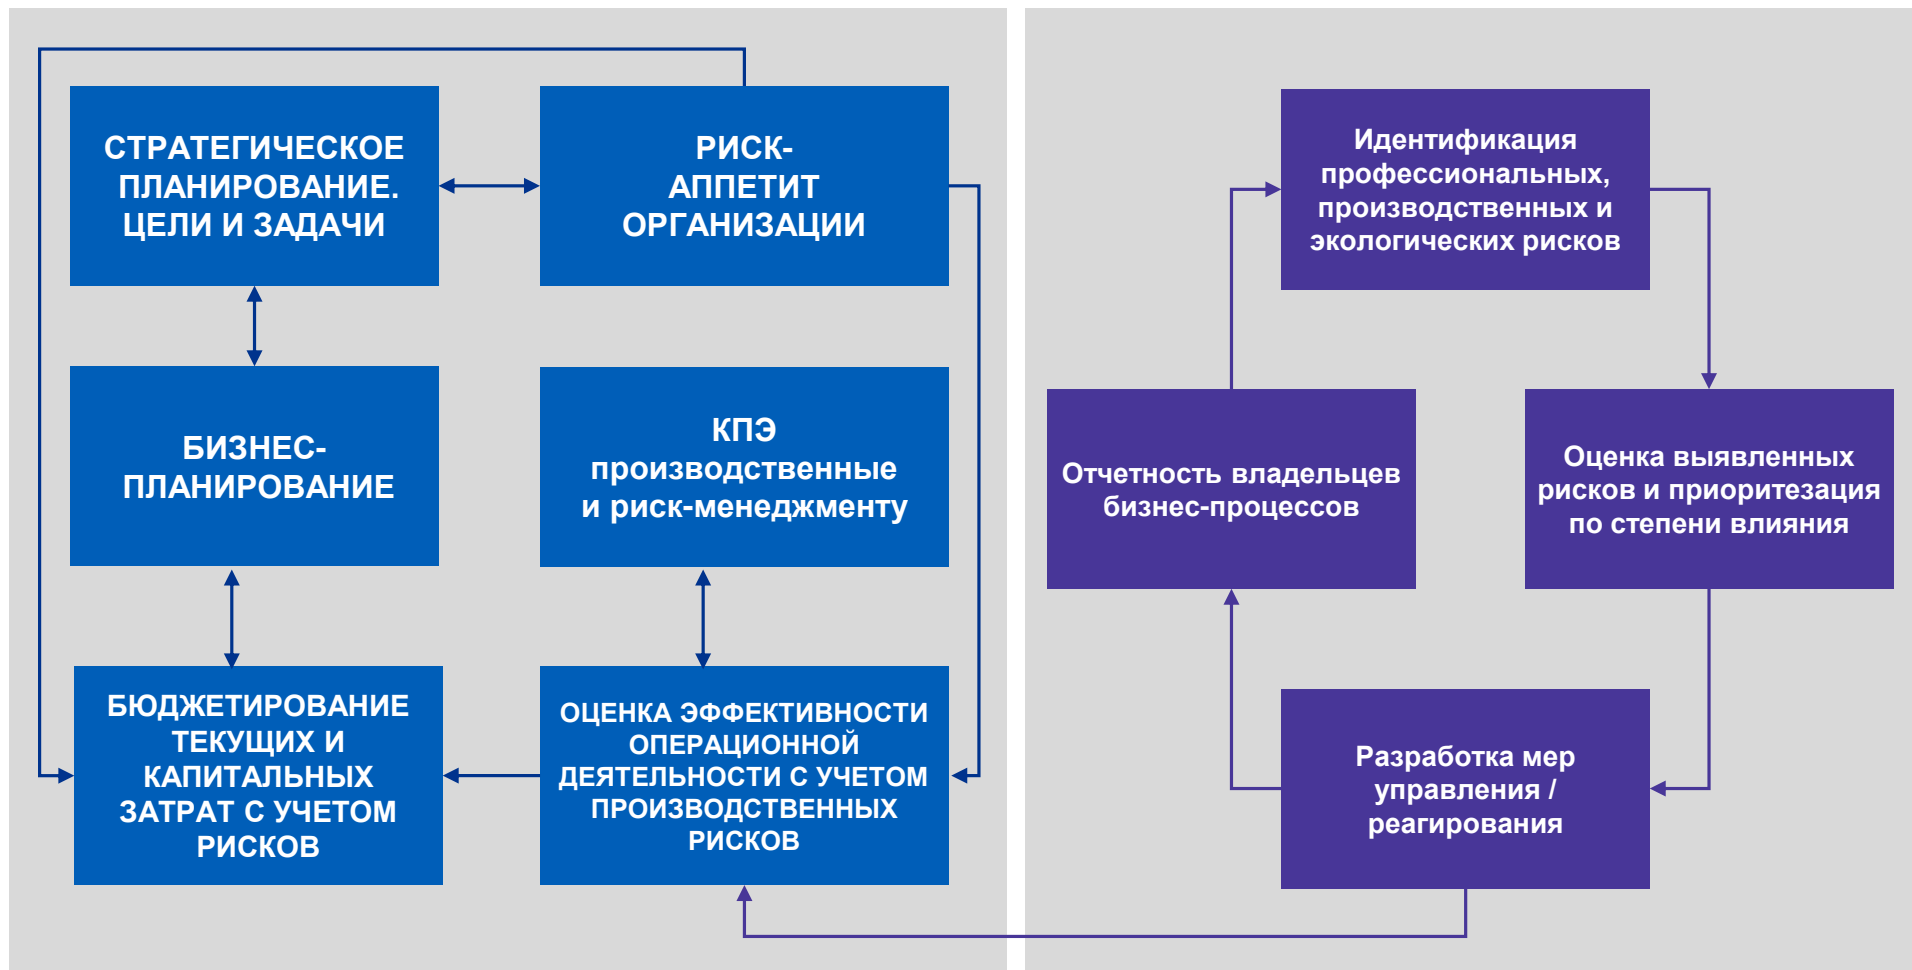 СТРАТЕГИЧЕСКОЕ
ПЛАНИРОВАНИЕ.
ЦЕЛИ И ЗАДАЧИ
РИСК-
АППЕТИТ
ОРГАНИЗАЦИИ
БИЗНЕС-
ПЛАНИРОВАНИЕ
КПЭ
производственные
и риск-менеджменту
БЮДЖЕТИРОВАНИЕ
ТЕКУЩИХ И
КАПИТАЛЬНЫХ
ЗАТРАТ С УЧЕТОМ
РИСКОВ
ОЦЕНКА ЭФФЕКТИВНОСТИ
ОПЕРАЦИОННОЙ
ДЕЯТЕЛЬНОСТИ С УЧЕТОМ
ПРОИЗВОДСТВЕННЫХ
РИСКОВ
Идентификация
профессиональных,
производственных и
экологических рисков
Отчетность владельцев
бизнес-процессов
Оценка выявленных
рисков и приоритезация
по степени влияния
Разработка мер
управления /
реагирования